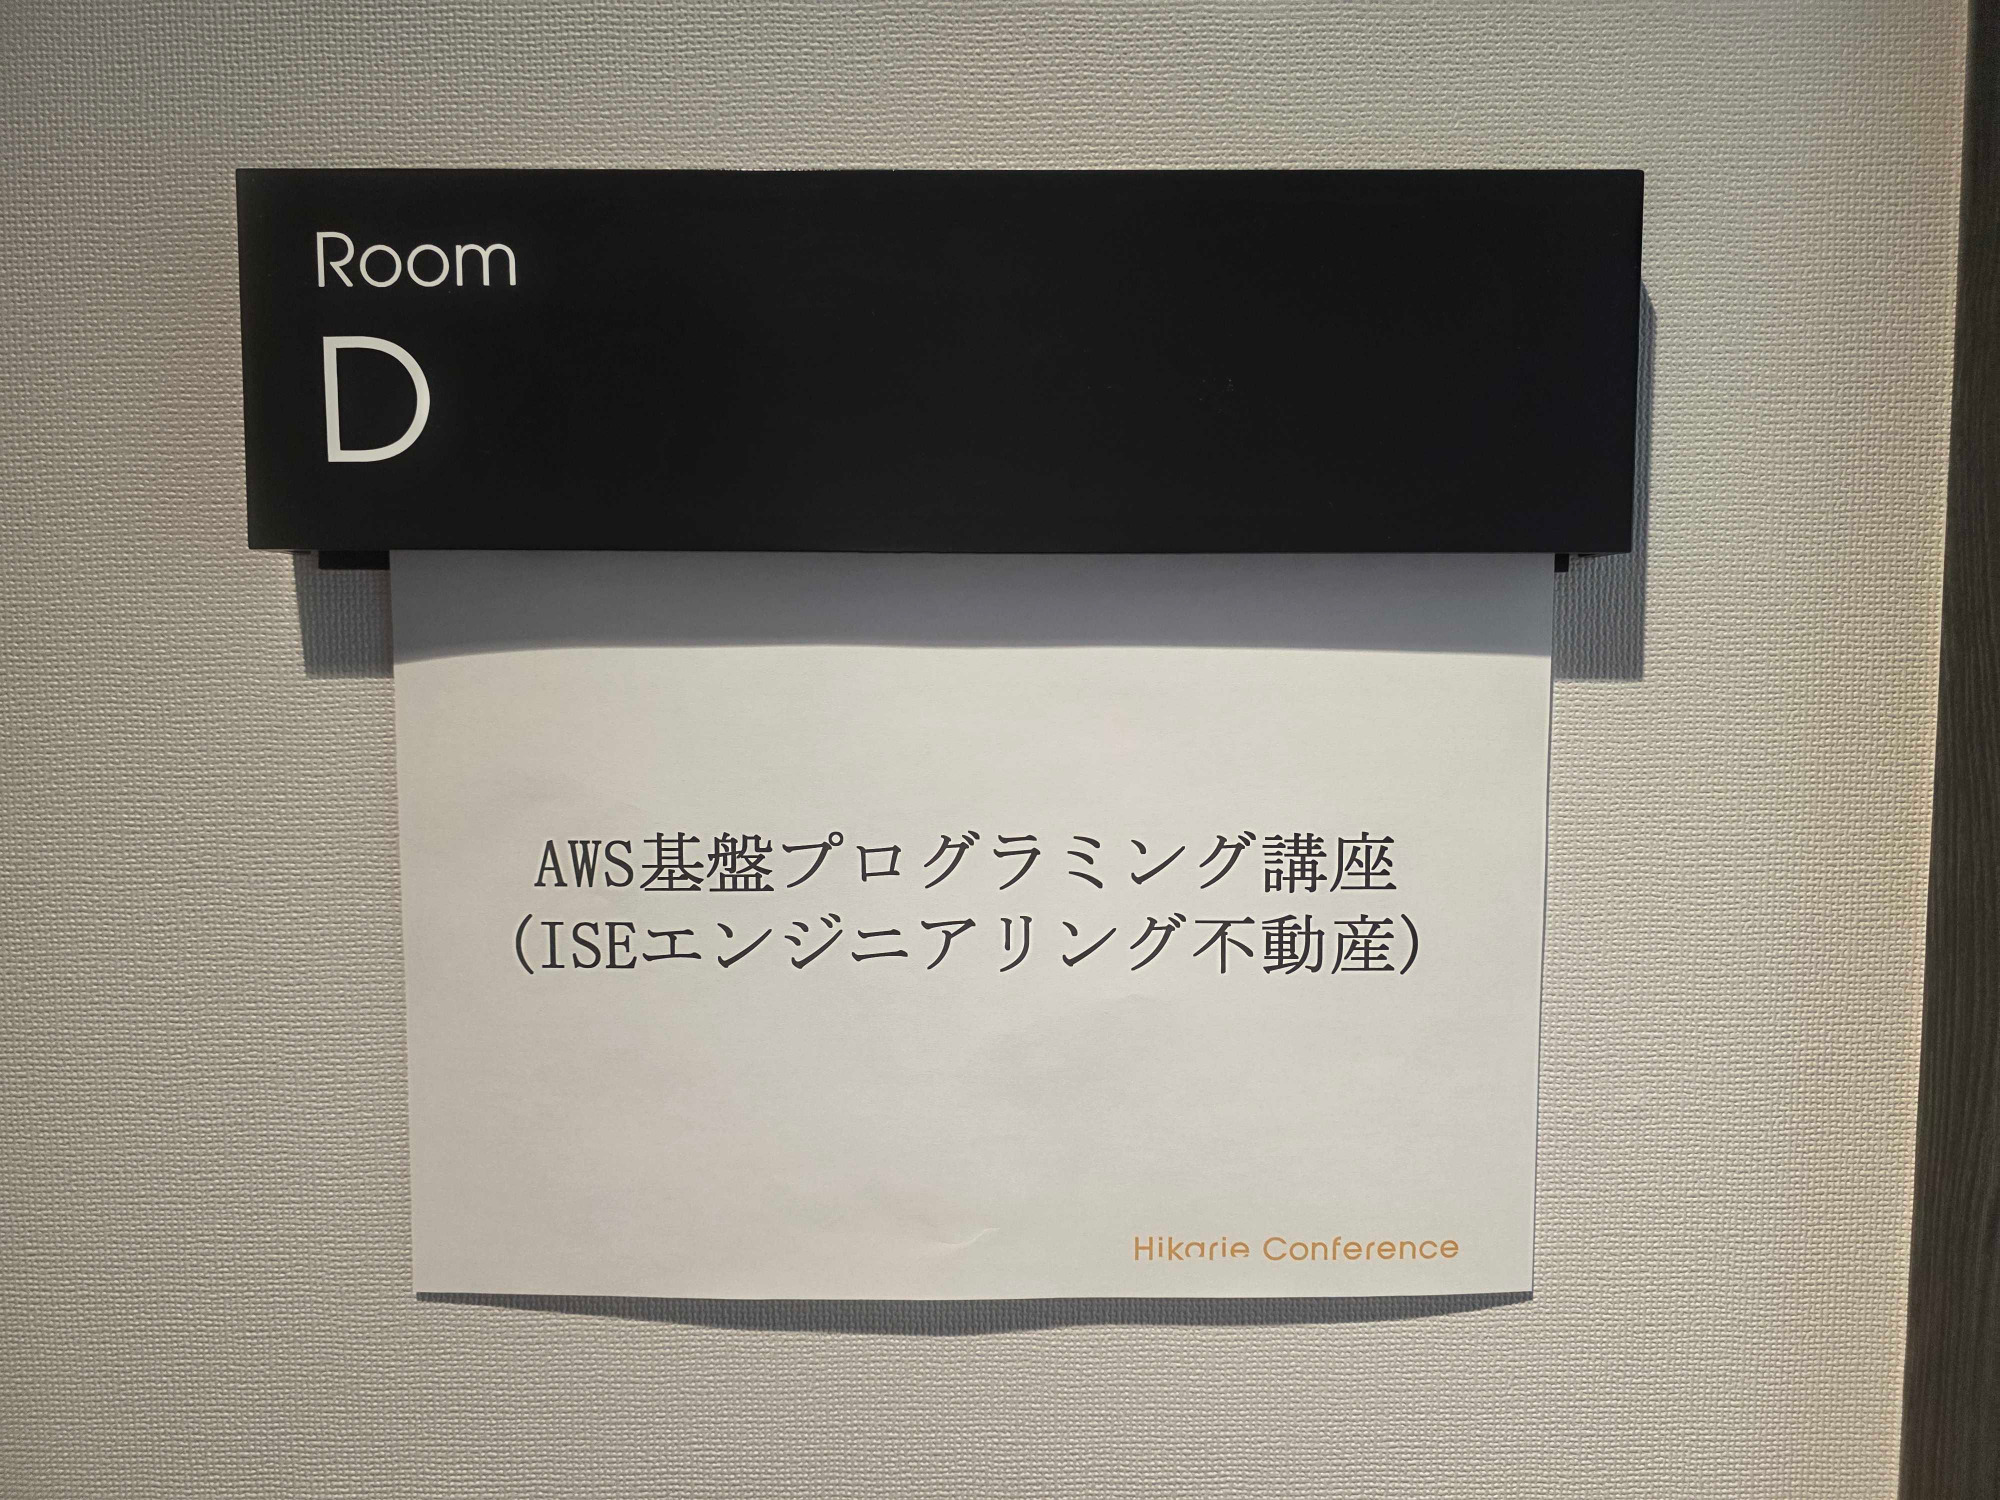 Room
D
AWS基盤プログラミング講座
(ISEエンジニアリング不動産)
Hikarie Conference